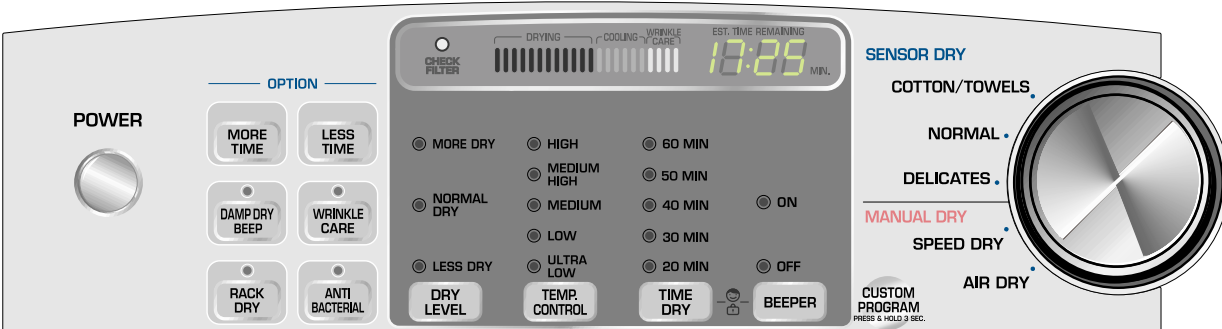 POWER
OPTION
MORE
TIME
LESS
TIME
DAMP DRY
BEEP
WRINKLE
CARE
RACK
DRY
ANTI
BACTERIAL
CHECK
FILTER
DRYING
COOLING
WRINKLE
CARE
EST. TIME REMAINING
17:25
MIN.
MORE DRY
NORMAL
DRY
LESS DRY
DRY
LEVEL
HIGH
MEDIUM
HIGH
MEDIUM
LOW
ULTRA
LOW
TEMP.
CONTROL
60 MIN
50 MIN
40 MIN
30 MIN
20 MIN
TIME
DRY
ON
OFF
BEEPER
SENSOR DRY
COTTON/TOWELS
NORMAL
DELICATES
MANUAL DRY
SPEED DRY
AIR DRY
CUSTOM
PROGRAM
PRESS & HOLD 3 SEC.